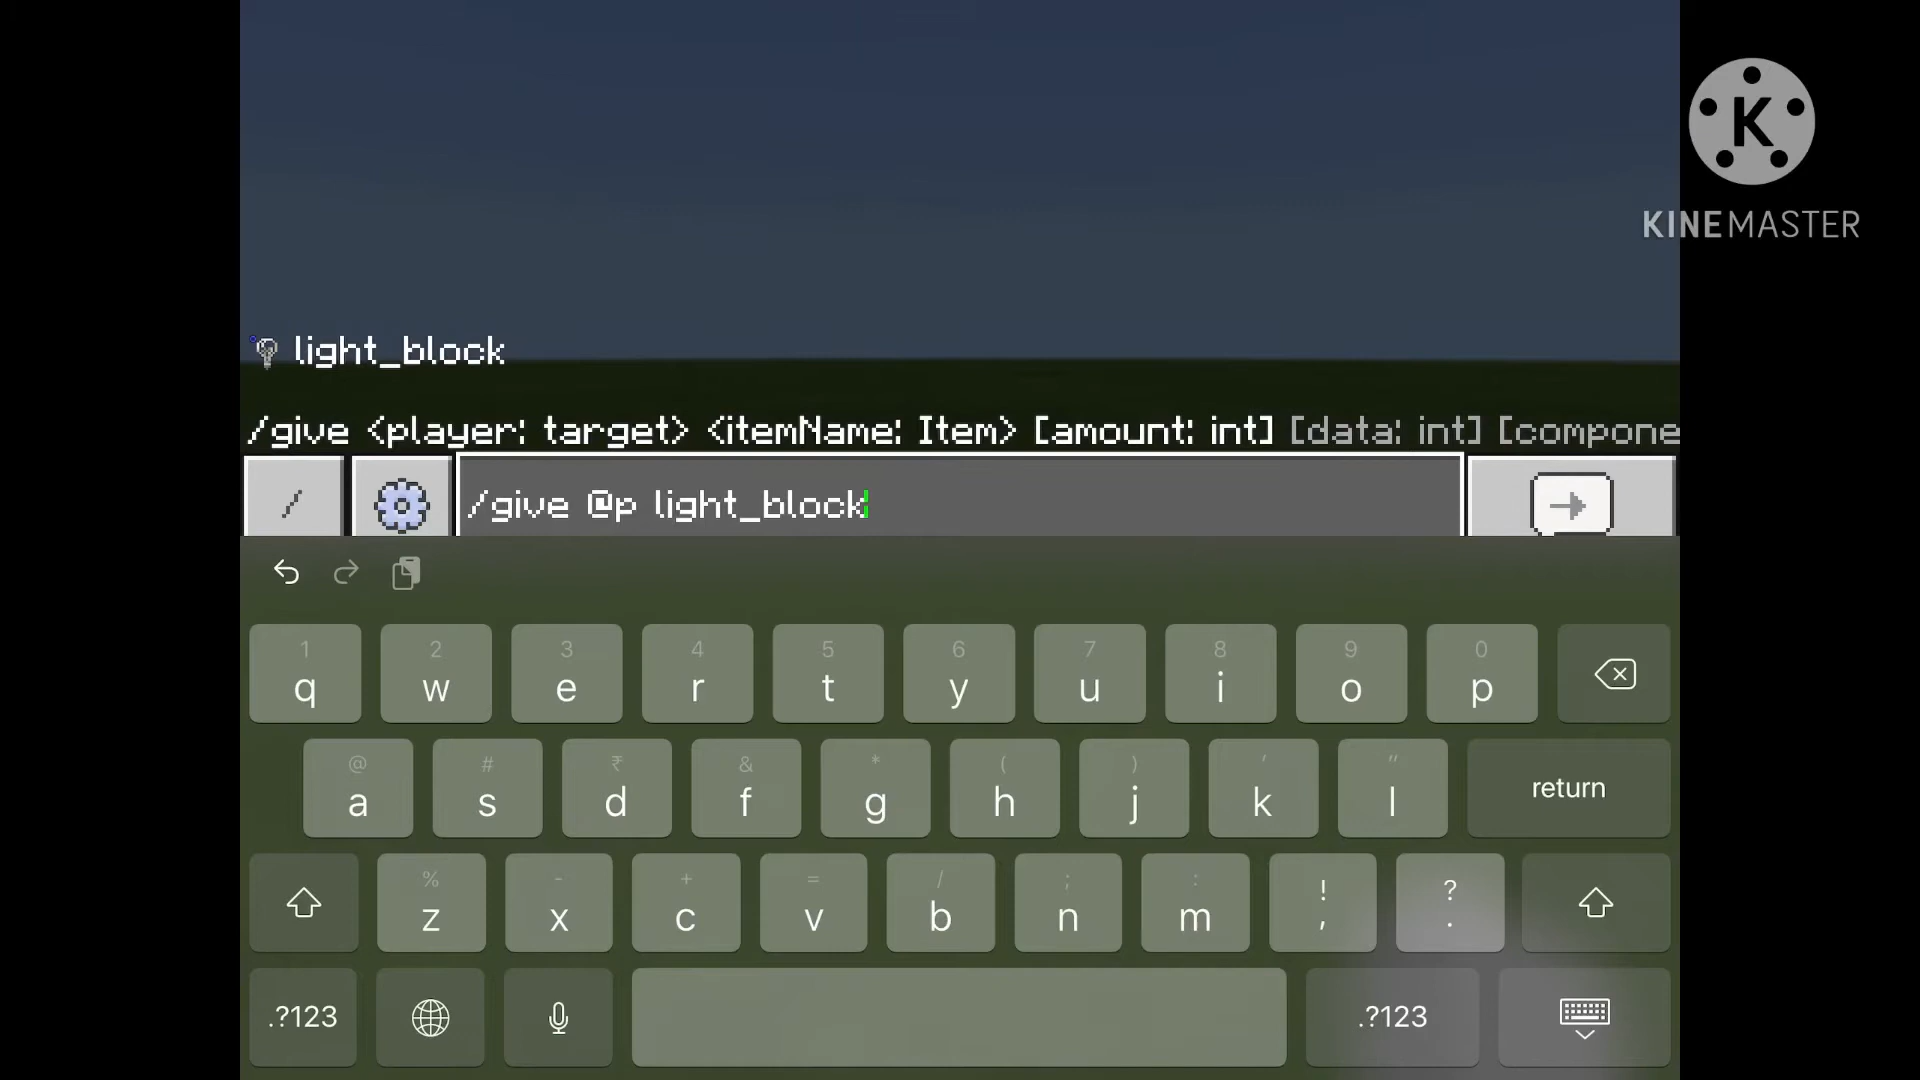 K
KINEMASTER
light_block
/give <player: target> <itemName: Item> [amount: int] [data: int] [compone
/
/give @p light_block
1 2 3 4 5 6 7 8 9 0
q w e r t y u i o p
@ # ₹ & * ( ) ' "
a s d f g h j k l return
% - + = / ; : ! ?
z x c v b n m , .
.?123 .?123